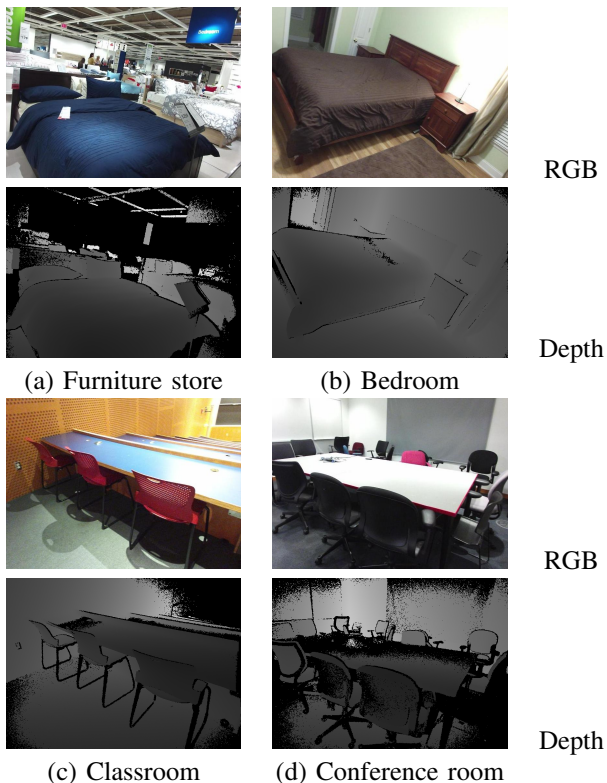 RGB
Depth
(a) Furniture store
(b) Bedroom
RGB
Depth
(c) Classroom
(d) Conference room